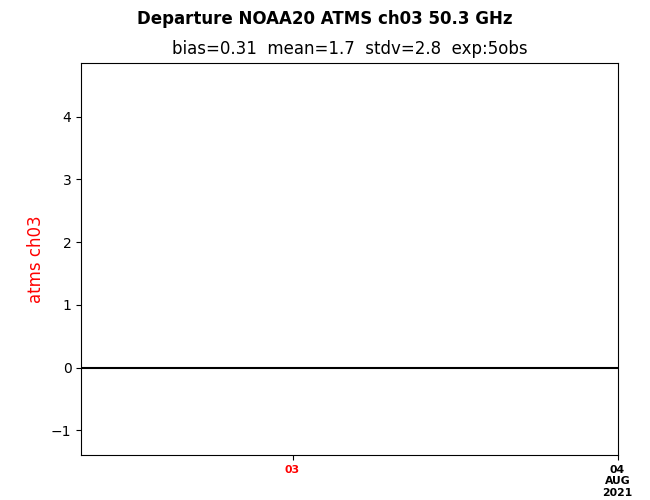 Departure NOAA20 ATMS ch03 50.3 GHz
bias=0.31  mean=1.7  stdv=2.8  exp:5obs
atms ch03
4
3
2
1
0
−1
03
04
AUG
2021